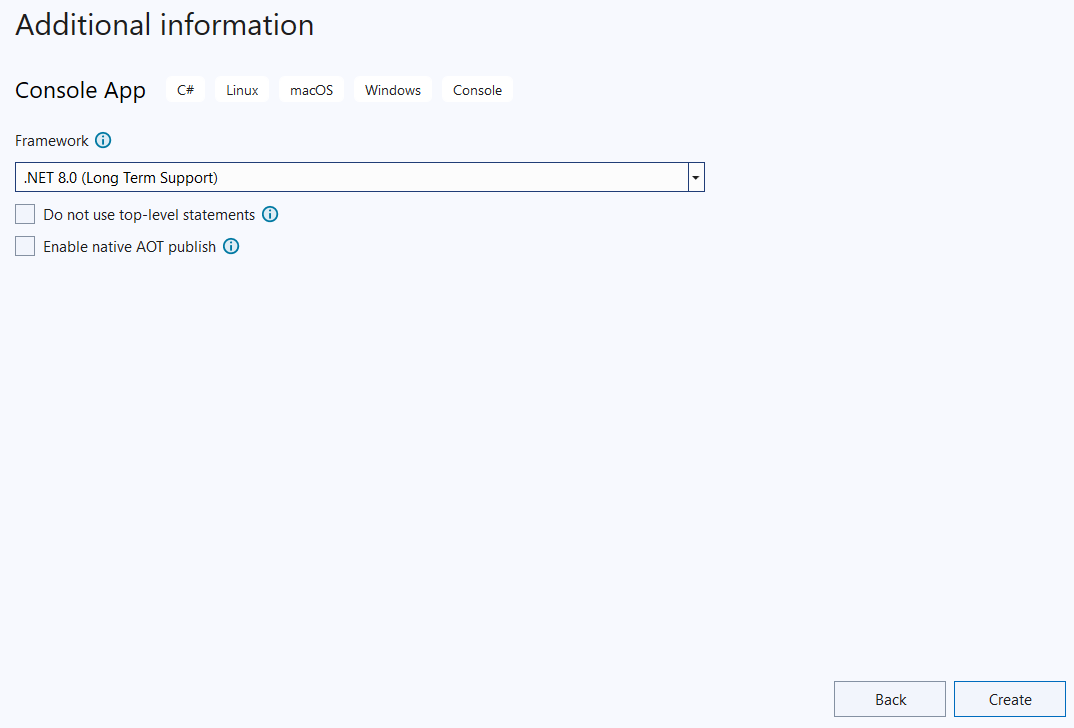 Additional information
Console App C# Linux macOS Windows Console
Framework
.NET 8.0 (Long Term Support)
Do not use top-level statements
Enable native AOT publish
Back Create